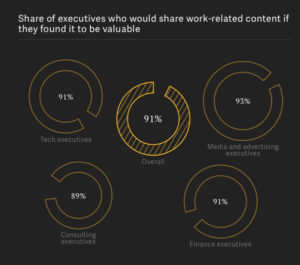 Share of executives who would share work-related content if
they found it to be valuable
91%
Tech executives
91%
Overall
93%
Media and advertising
executives
89%
Consulting
executives
91%
Finance executives